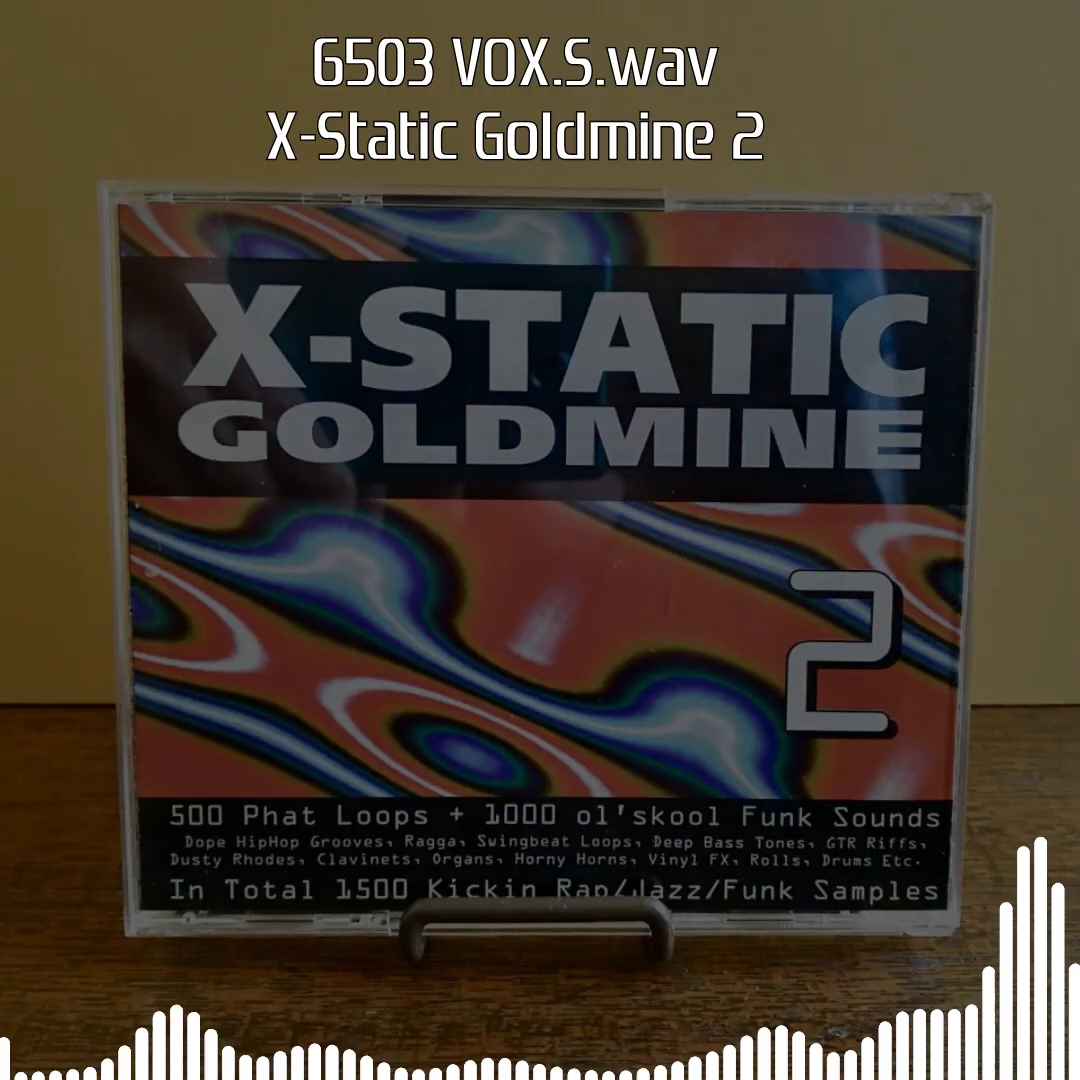 6503 VOX.S.wav
X-Static Goldmine 2
X-STATIC
GOLDMINE
2
500 Phat Loops + 1000 ol'skool Funk Sounds
Dope HipHop Grooves, Ragga, Swingbeat Loops, Deep Bass Tones, GTR Riffs,
Dusty Rhodes, Clavinets, Organs, Horny Horns, Vinyl FX, Rolls, Drums Etc.
In Total 1500 Kickin Rap/Jazz/Funk Samples